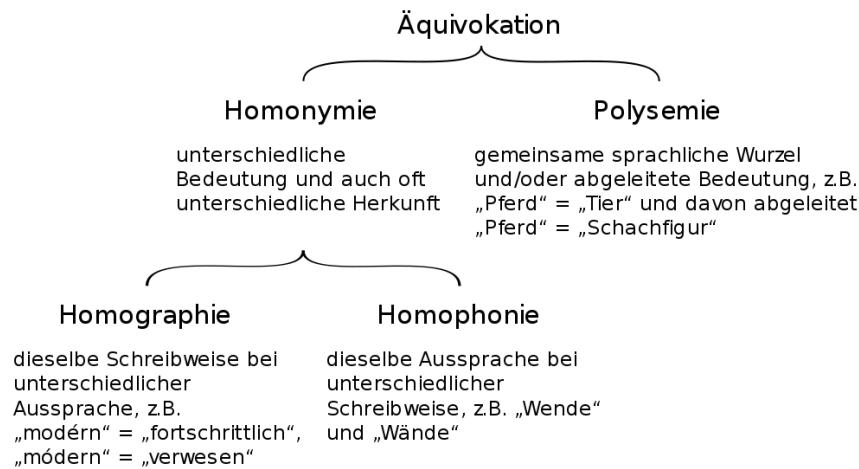 Äquivokation
Homonymie
unterschiedliche
Bedeutung und auch oft
unterschiedliche Herkunft
Polysemie
gemeinsame sprachliche Wurzel
und/oder abgeleitete Bedeutung, z.B.
„Pferd“ = „Tier“ und davon abgeleitet
„Pferd“ = „Schachfigur“
Homographie
dieselbe Schreibweise bei
unterschiedlicher
Aussprache, z.B.
„modérn“ = „fortschrittlich“,
„módern“ = „verwesen“
Homophonie
dieselbe Aussprache bei
unterschiedlicher
Schreibweise, z.B. „Wende“
und „Wände“